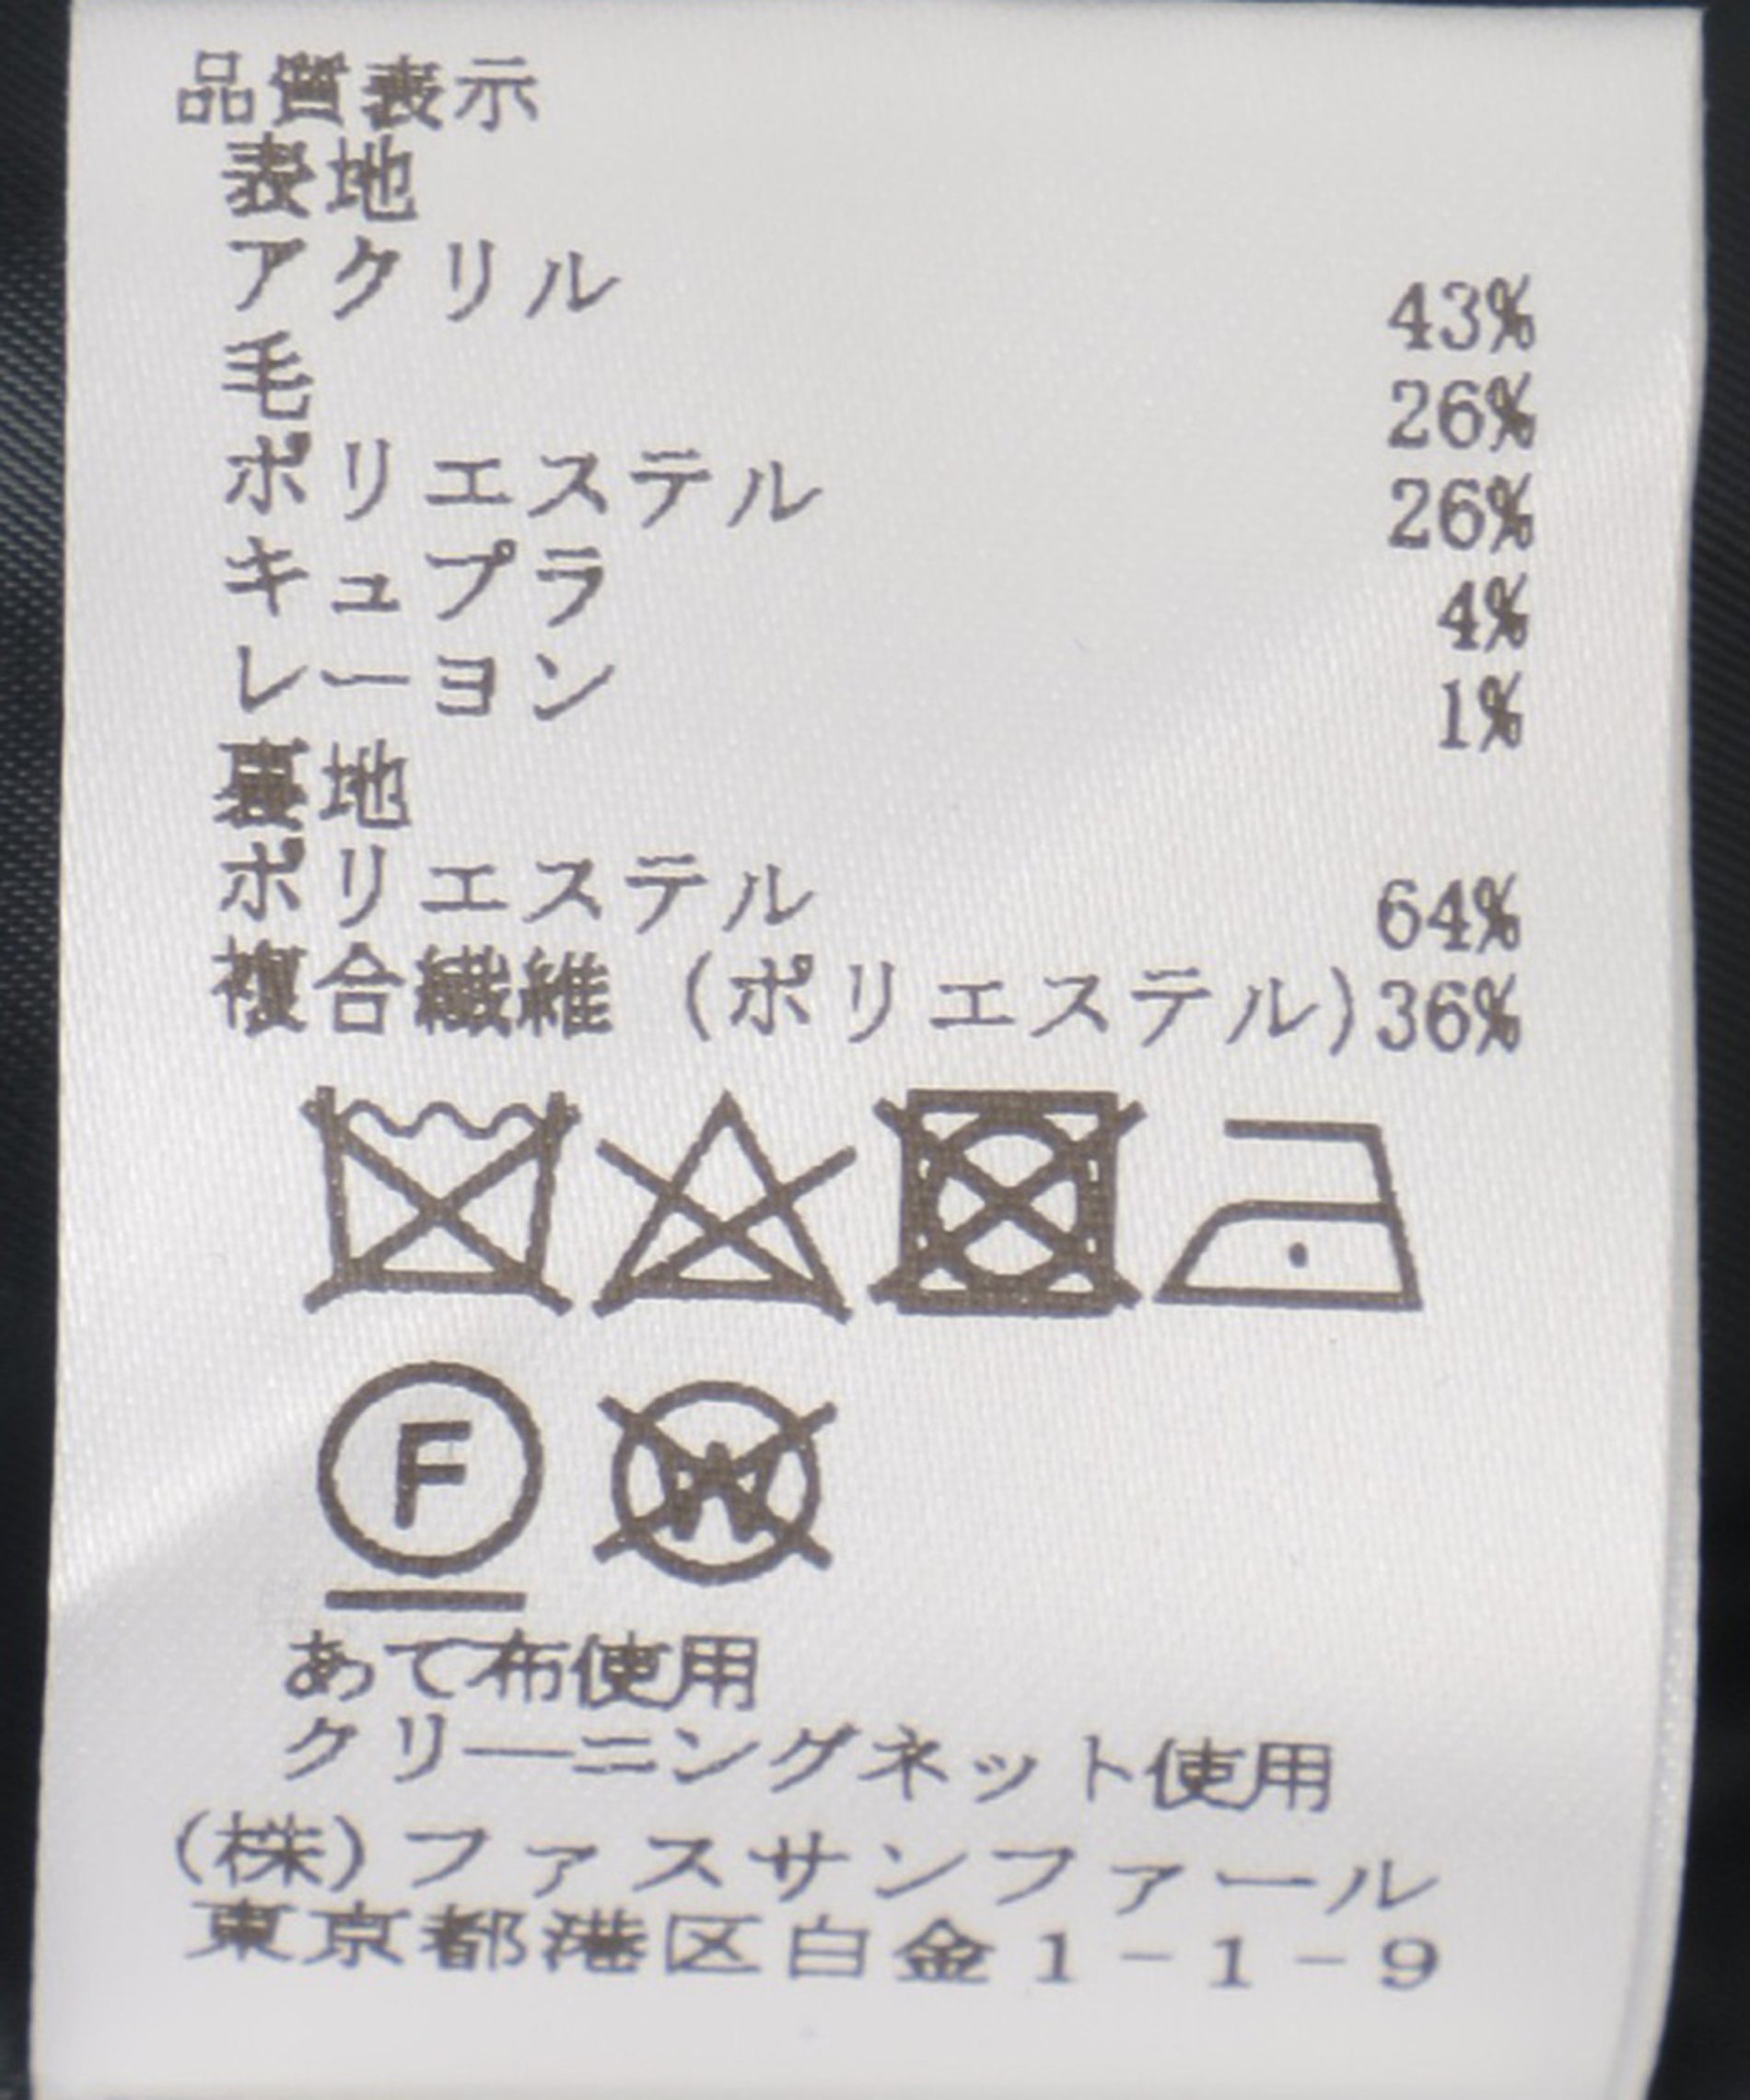 品質表示
表地
アクリル 43%
毛 26%
ポリエステル 26%
キュプラ 4%
レーヨン 1%
裏地
ポリエステル 64%
複合繊維 (ポリエステル)36%
F W
あて布使用
クリーニングネット使用
(株)ファスサンファール
東京都港区白金1-1-9